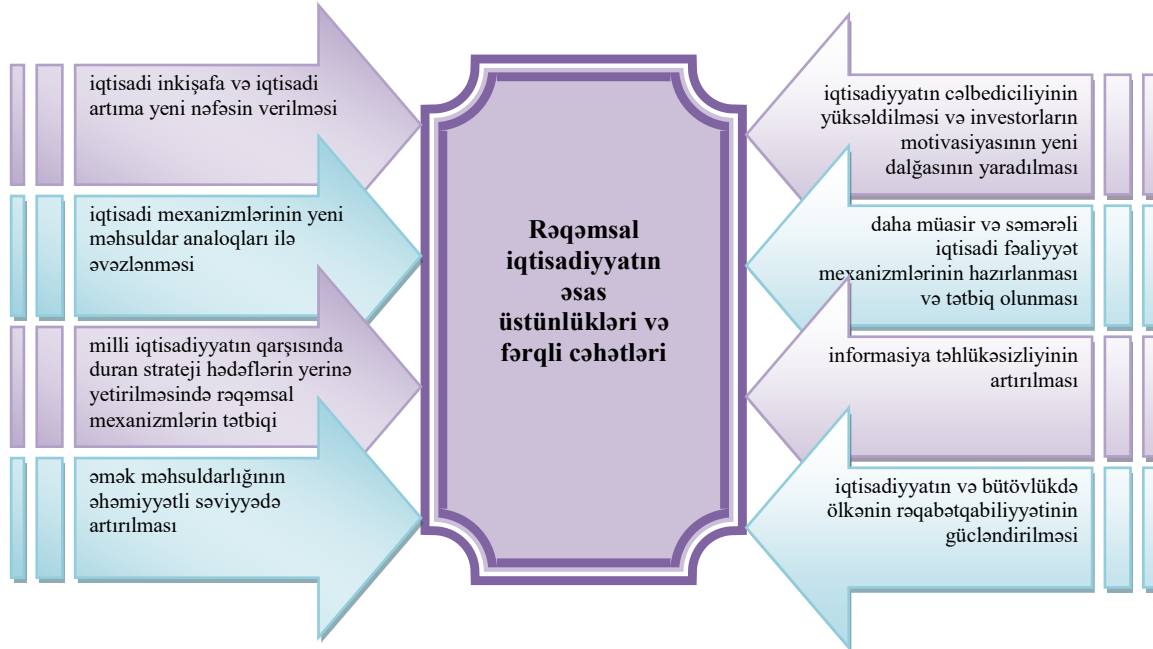 iqtisadi inkişafa və iqtisadi
artıma yeni nəfəsin verilməsi
iqtisadi mexanizmlərinin yeni
məhsuldar analoqları ilə
əvəzlənməsi
milli iqtisadiyyatın qarşısında
duran strateji hədəflərin yerinə
yetirilməsində rəqəmsal
mexanizmlərin tətbiqi
əmək məhsuldarlığının
əhəmiyyətli səviyyədə
artırılması
Rəqəmsal
iqtisadiyyatın
əsas
üstünlükləri və
fərqli cəhətləri
iqtisadiyyatın cəlbediciliyinin
yüksəldilməsi və investorların
motivasiyasının yeni
dalğasının yaradılması
daha müasir və səmərəli
iqtisadi fəaliyyət
mexanizmlərinin hazırlanması
və tətbiq olunması
informasiya təhlükəsizliyinin
artırılması
iqtisadiyyatın və bütövlükdə
ölkənin rəqabətqabiliyyətinin
gücləndirilməsi